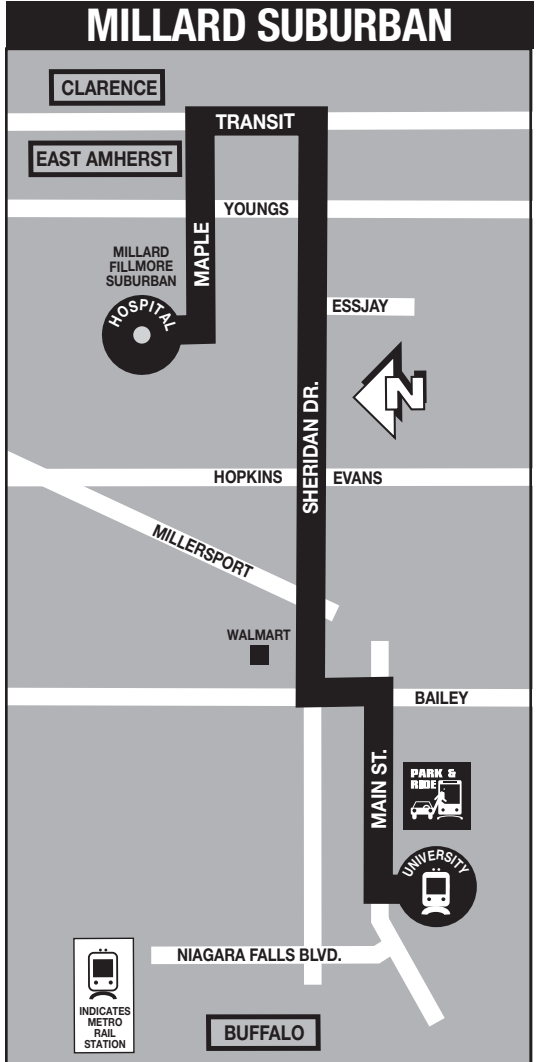 MILLARD SUBURBAN
CLARENCE
TRANSIT
EAST AMHERST
YOUNGS
MAPLE
MILLARD
FILLMORE
SUBURBAN
HOSPITAL
ESSJAY
N
SHERIDAN DR.
HOPKINS
EVANS
MILLERSPORT
WALMART
BAILEY
MAIN ST.
PARK &
RIDE
UNIVERSITY
NIAGARA FALLS BLVD.
INDICATES
METRO
RAIL
STATION
BUFFALO